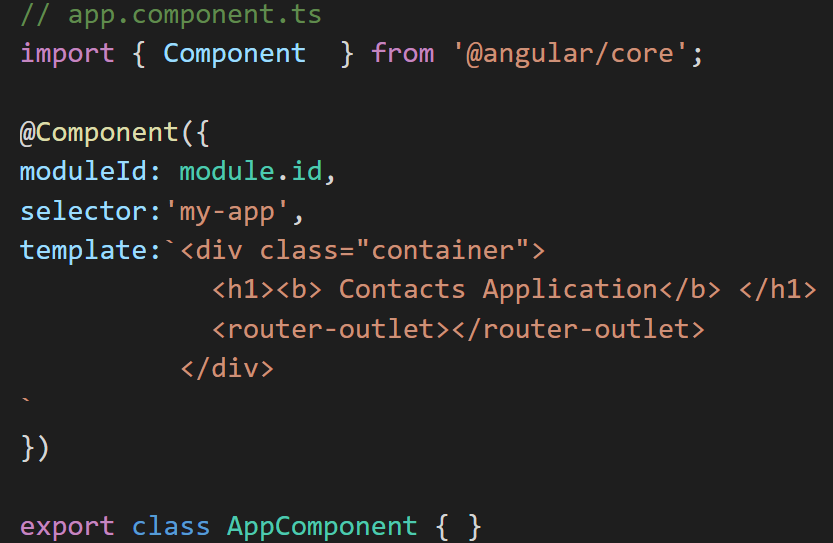 // app.component.ts
import { Component  } from '@angular/core';

@Component({
moduleId: module.id,
selector:'my-app',
template:`<div class="container">
            <h1><b> Contacts Application</b> </h1>
            <router-outlet></router-outlet>
          </div>
`
})

export class AppComponent { }